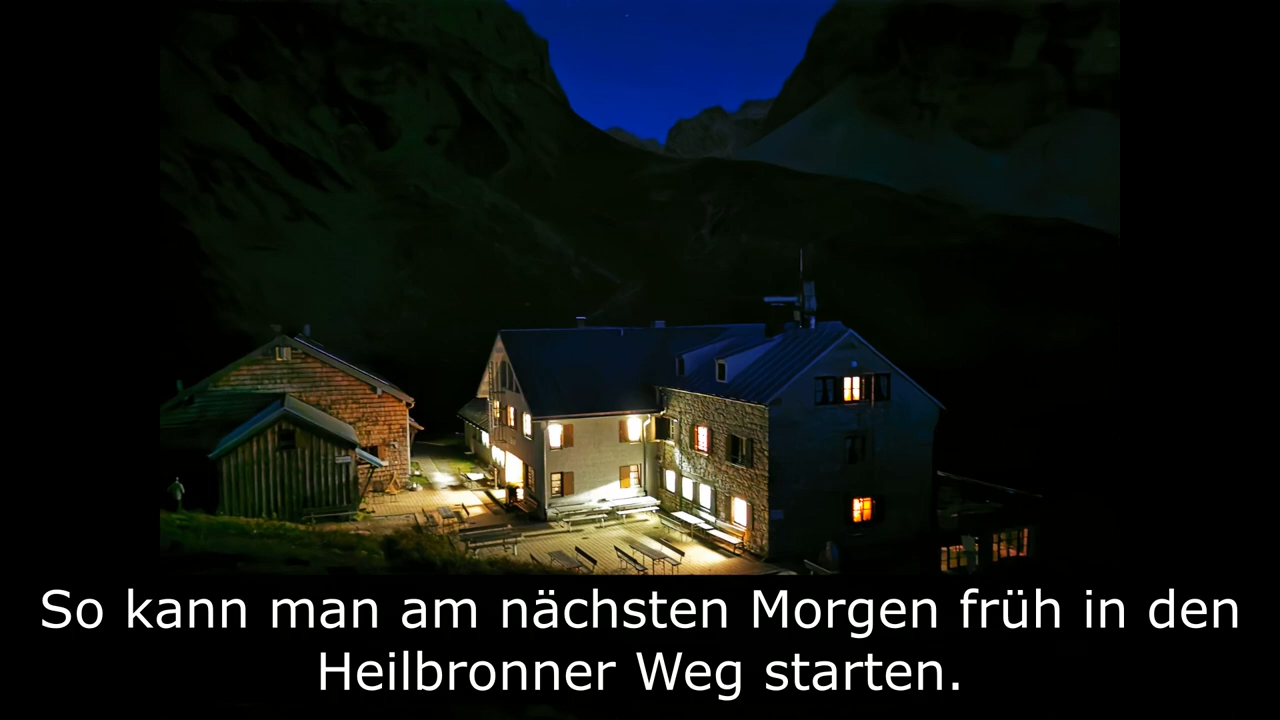 So kann man am nächsten Morgen früh in den
Heilbronner Weg starten.